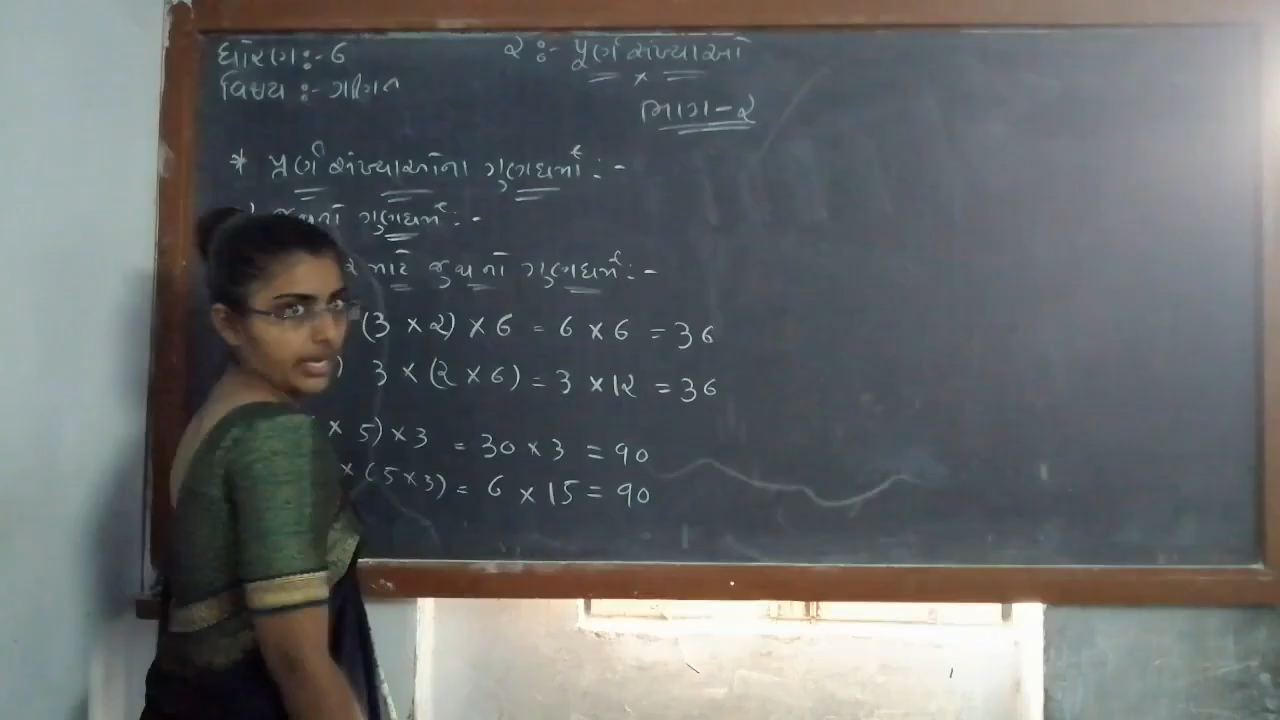 ધોરણ :- 6
૨ :- પૂર્ણ સંખ્યાઓ
વિષય :- ગણિત
ભાગ-૨
* પૂર્ણ સંખ્યાઓના ગુણધર્મો :-
ગુણધર્મ :-
માટે જુથનો ગુણધર્મ :-
(3 × 2) × 6 = 6 × 6 = 36
) 3 × (2 × 6) = 3 × 12 = 36
× 5) × 3 = 30 × 3 = 90
× (5 × 3) = 6 × 15 = 90